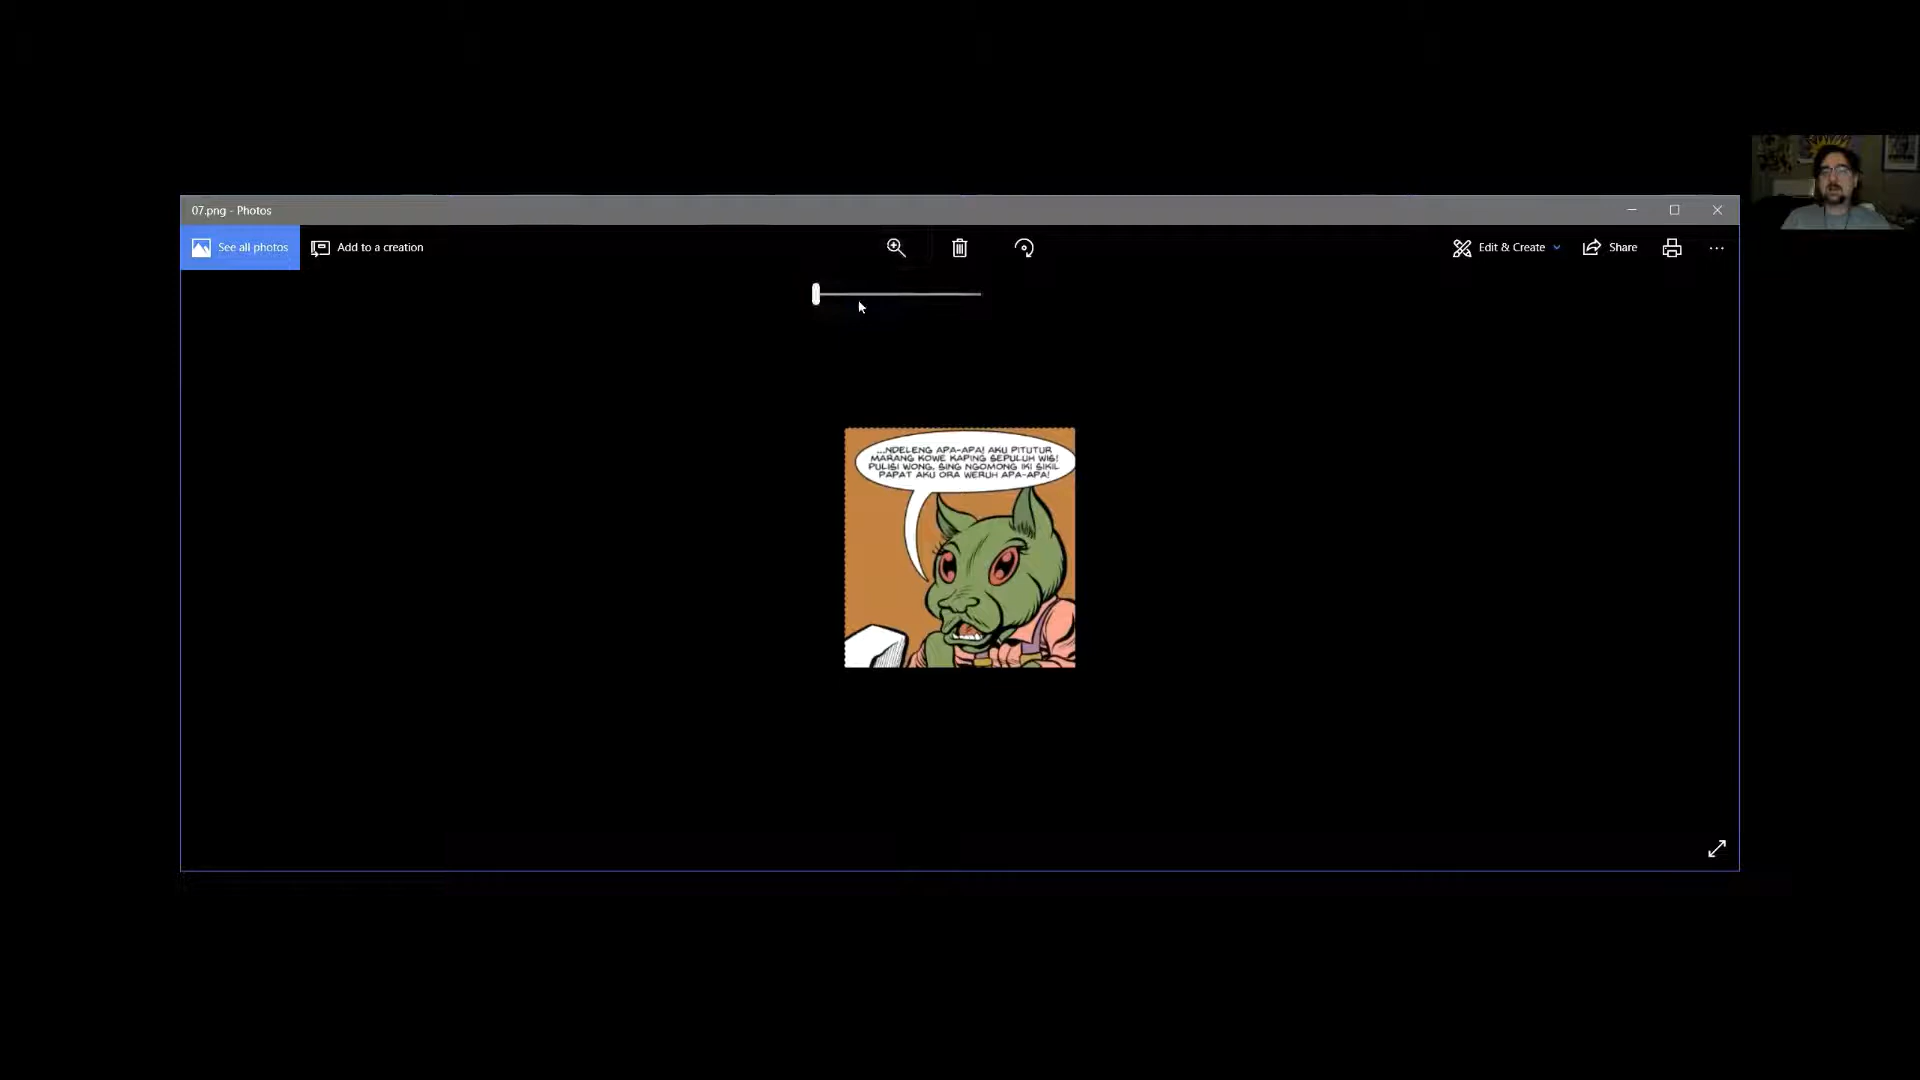 07.png - Photos
See all photos
Add to a creation
Edit & Create
Share
...NDELENG APA-APA! AKU PITUTUR
MARANG KOWE KAPING SEPULUH WIS!
PULISI WONG, SING NGOMONG IKI SIKIL
PAPAT AKU ORA WERUH APA-APA!